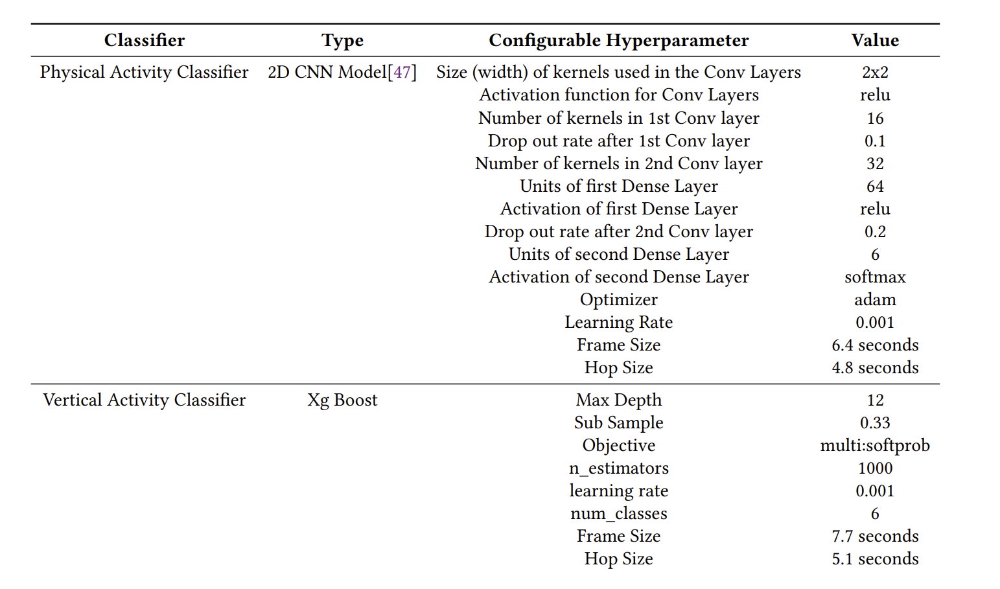 Classifier Type Configurable Hyperparameter Value
Physical Activity Classifier 2D CNN Model[47] Size (width) of kernels used in the Conv Layers 2x2
Activation function for Conv Layers relu
Number of kernels in 1st Conv layer 16
Drop out rate after 1st Conv layer 0.1
Number of kernels in 2nd Conv layer 32
Units of first Dense Layer 64
Activation of first Dense Layer relu
Drop out rate after 2nd Conv layer 0.2
Units of second Dense Layer 6
Activation of second Dense Layer softmax
Optimizer adam
Learning Rate 0.001
Frame Size 6.4 seconds
Hop Size 4.8 seconds
Vertical Activity Classifier Xg Boost Max Depth 12
Sub Sample 0.33
Objective multi:softprob
n_estimators 1000
learning rate 0.001
num_classes 6
Frame Size 7.7 seconds
Hop Size 5.1 seconds